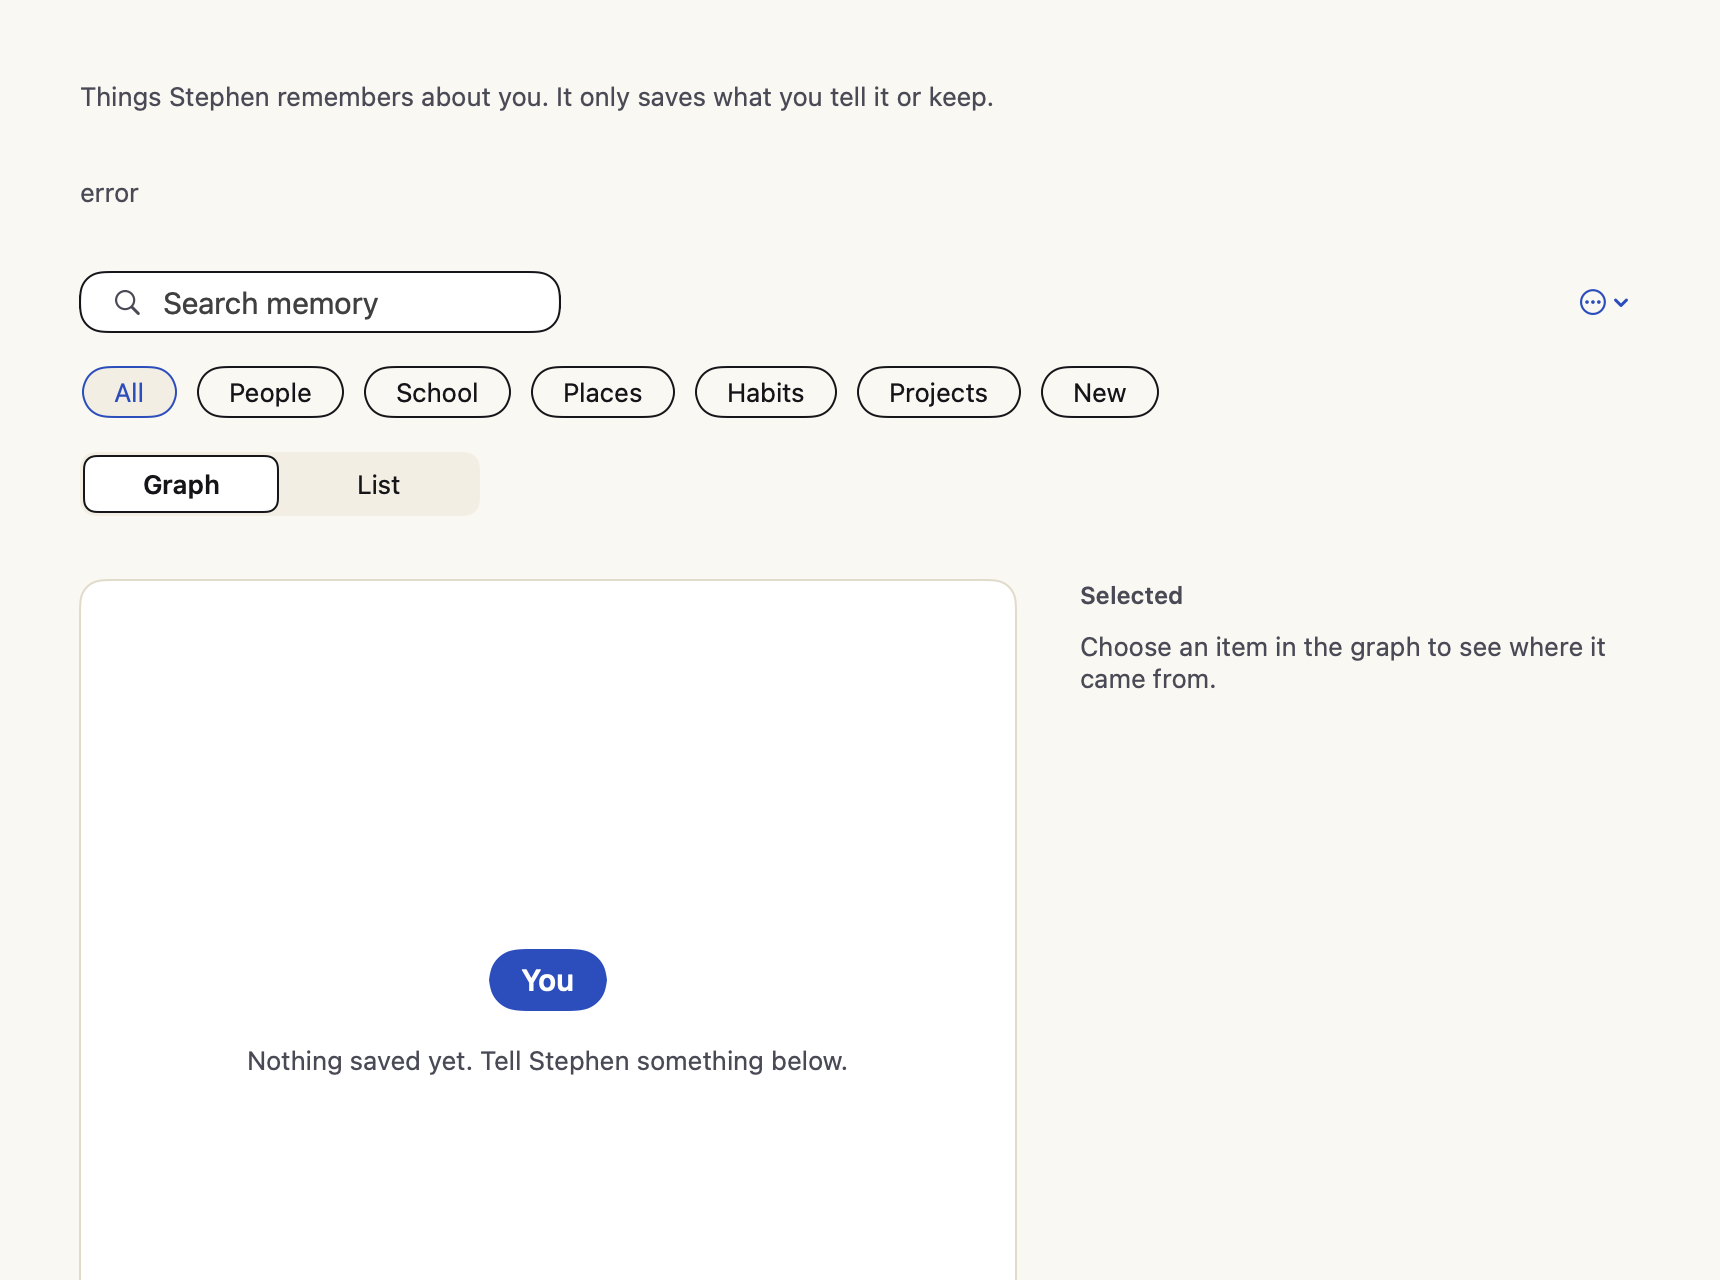 Things Stephen remembers about you. It only saves what you tell it or keep.
error
Search memory
All
People
School
Places
Habits
Projects
New
Graph
List
Selected
Choose an item in the graph to see where it
came from.
You
Nothing saved yet. Tell Stephen something below.